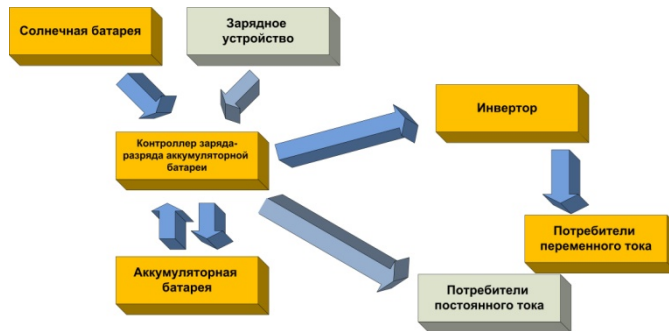 Солнечная батарея
Зарядное
устройство
Инвертор
Контроллер заряда-
разряда аккумуляторной
батареи
Потребители
переменного тока
Аккумуляторная
батарея
Потребители
постоянного тока